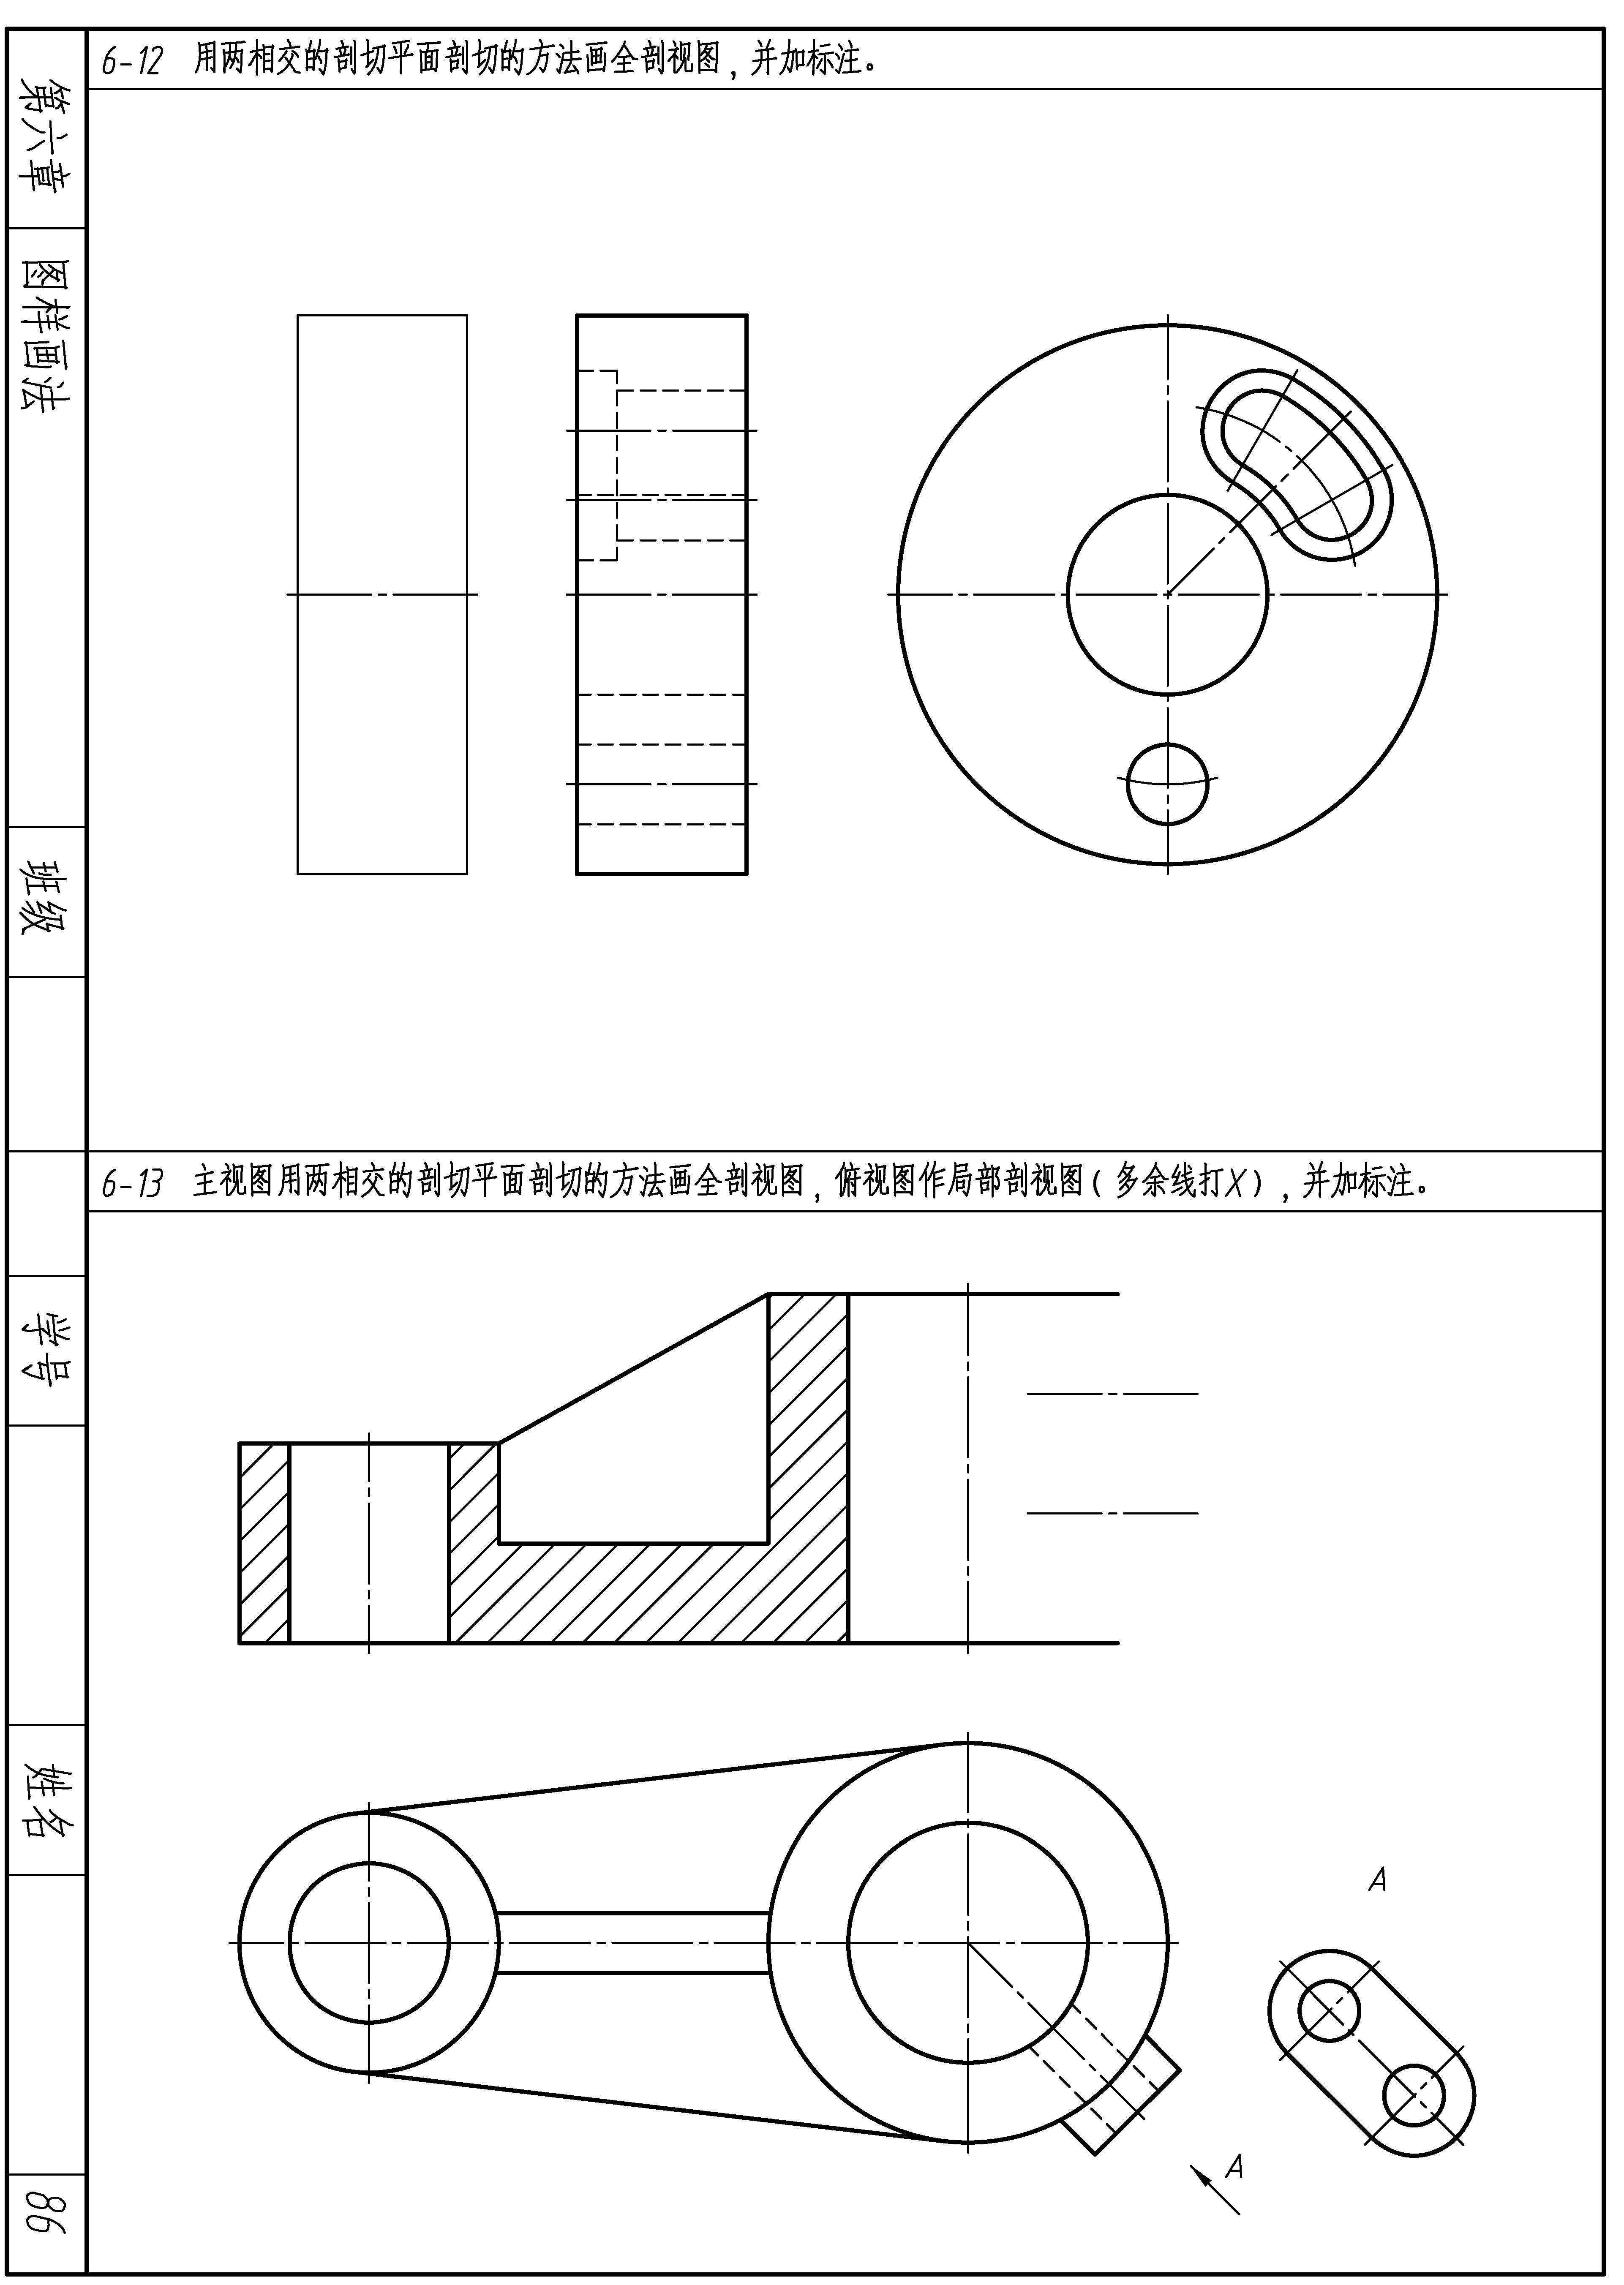 6-12 用两相交的剖切平面剖切的方法画全剖视图，并加标注。
第六章
图样画法
班级
6-13 主视图用两相交的剖切平面剖切的方法画全剖视图，俯视图作局部剖视图(多余线打X)，并加标注。
学号
姓名
A
A
86